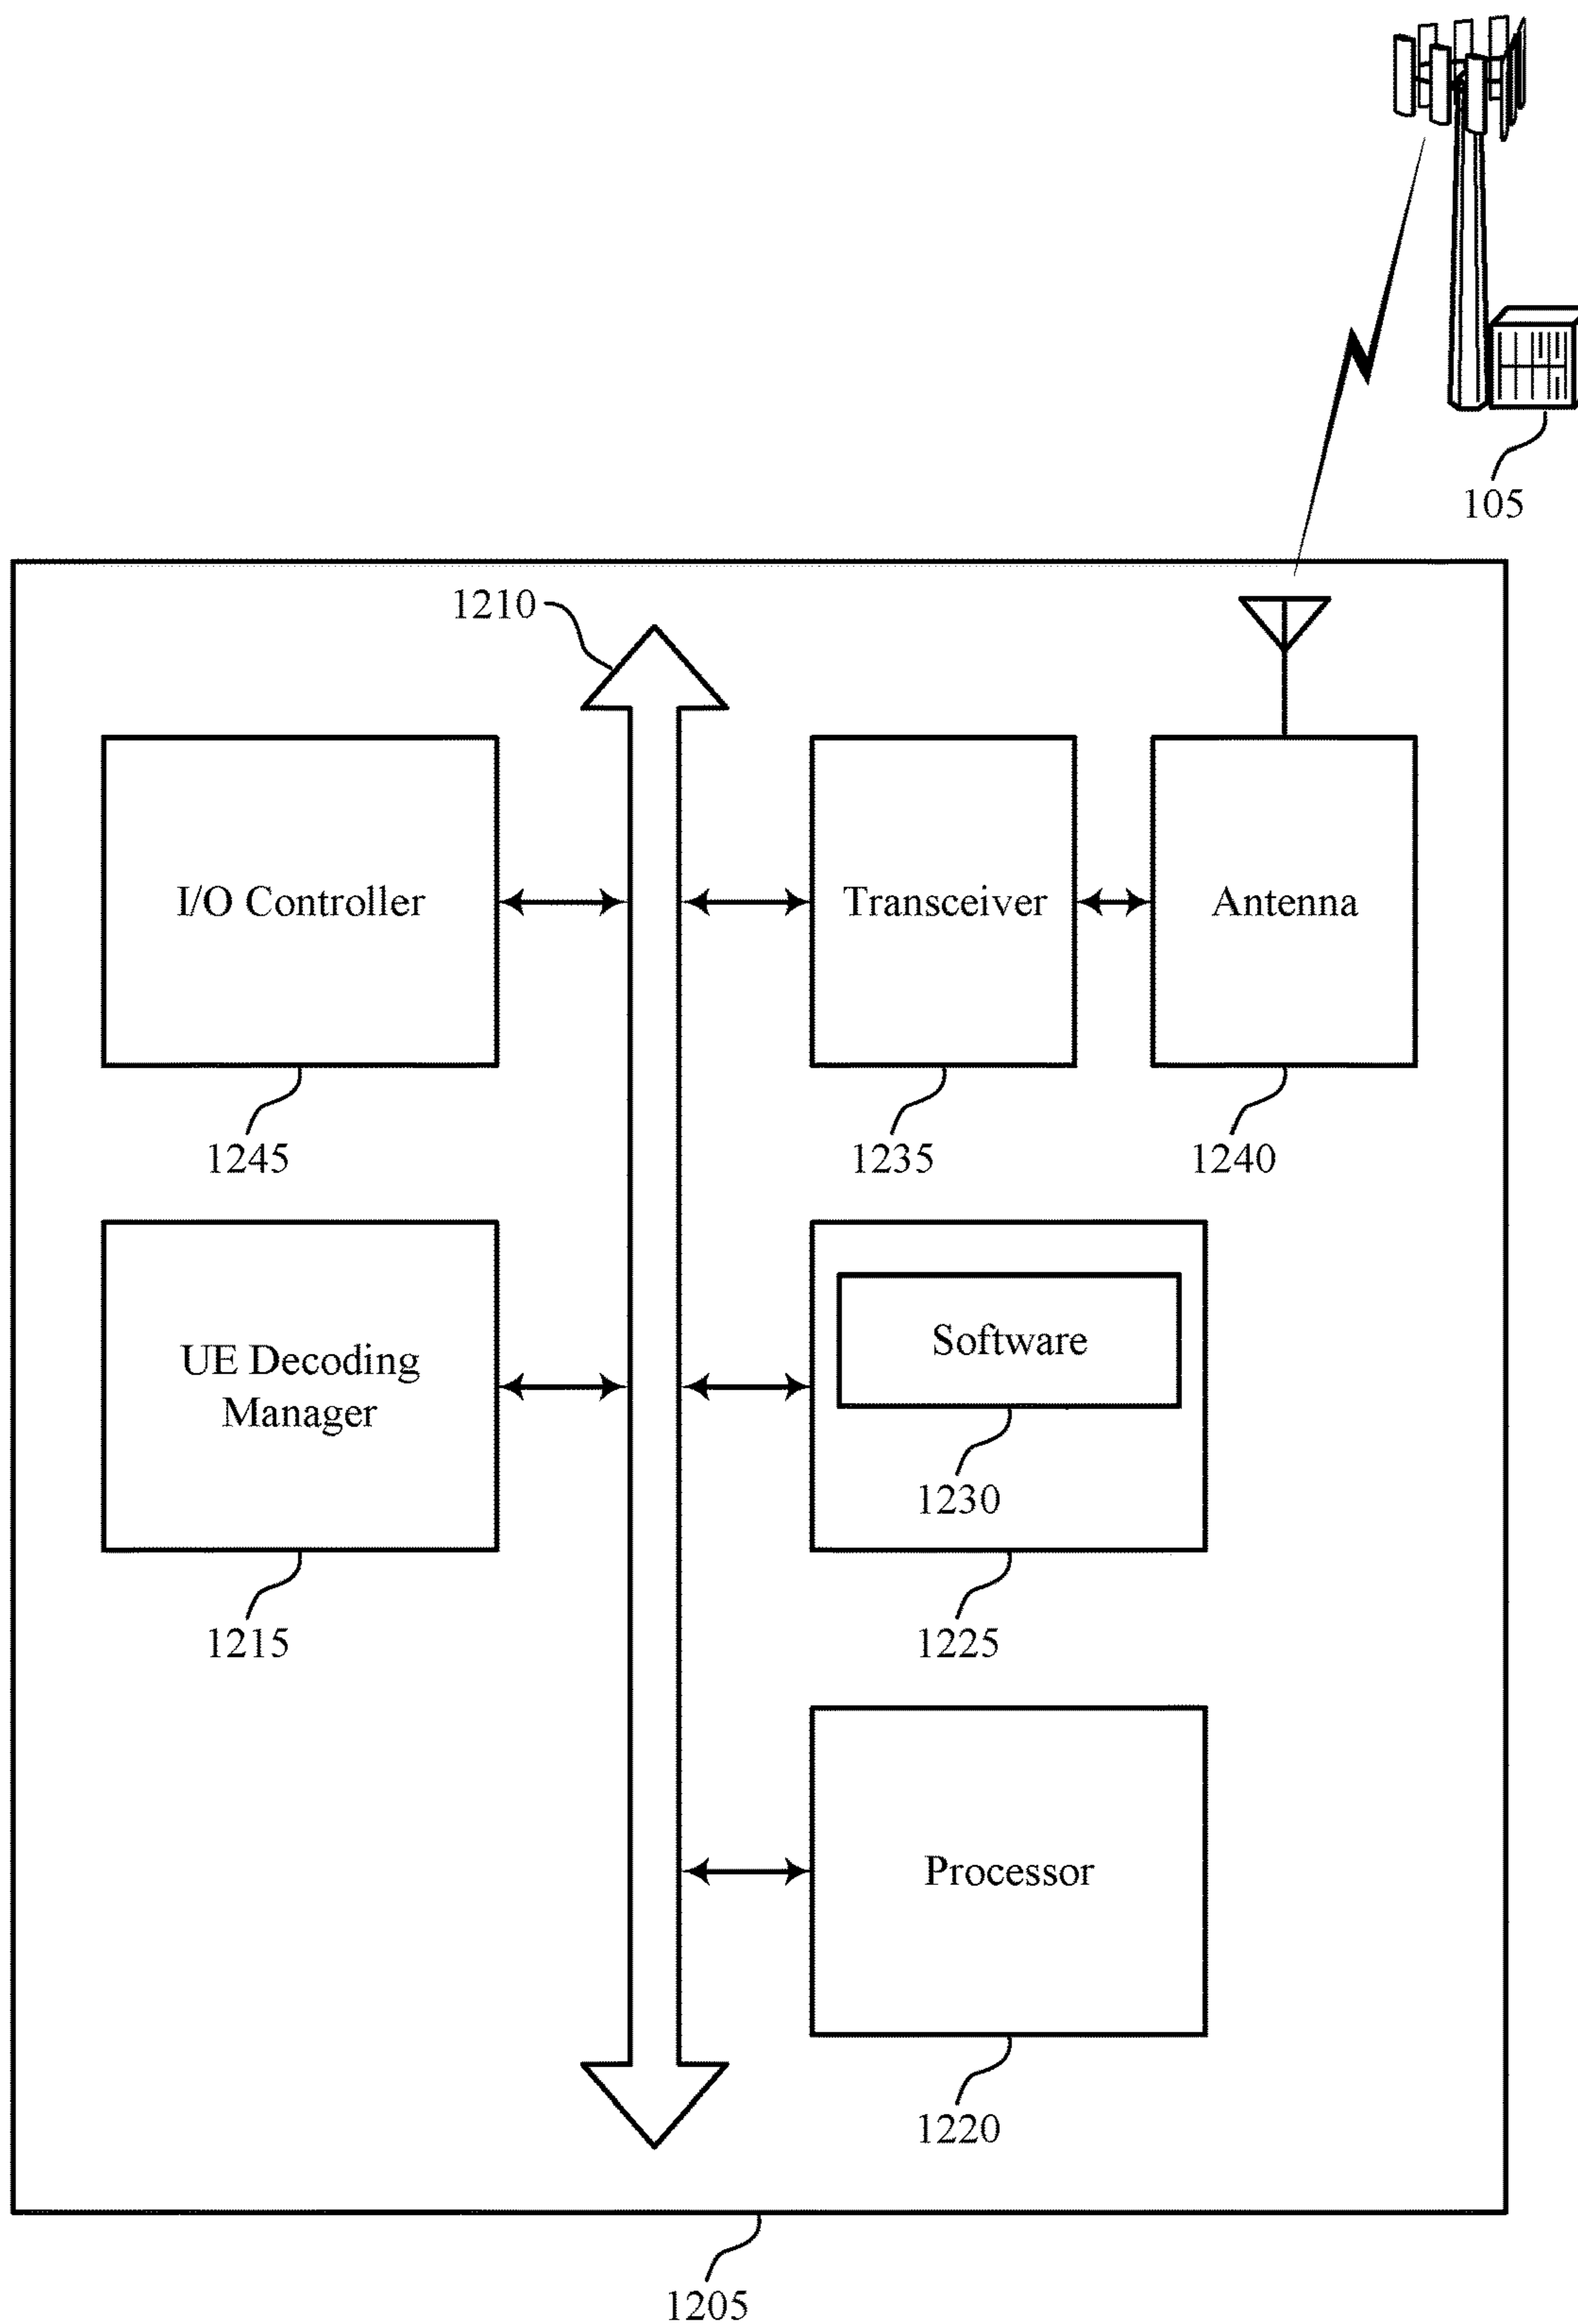 105
1210
I/O Controller
Transceiver
Antenna
1245
1235
1240
UE Decoding
Manager
Software
1230
1215
1225
Processor
1220
1205